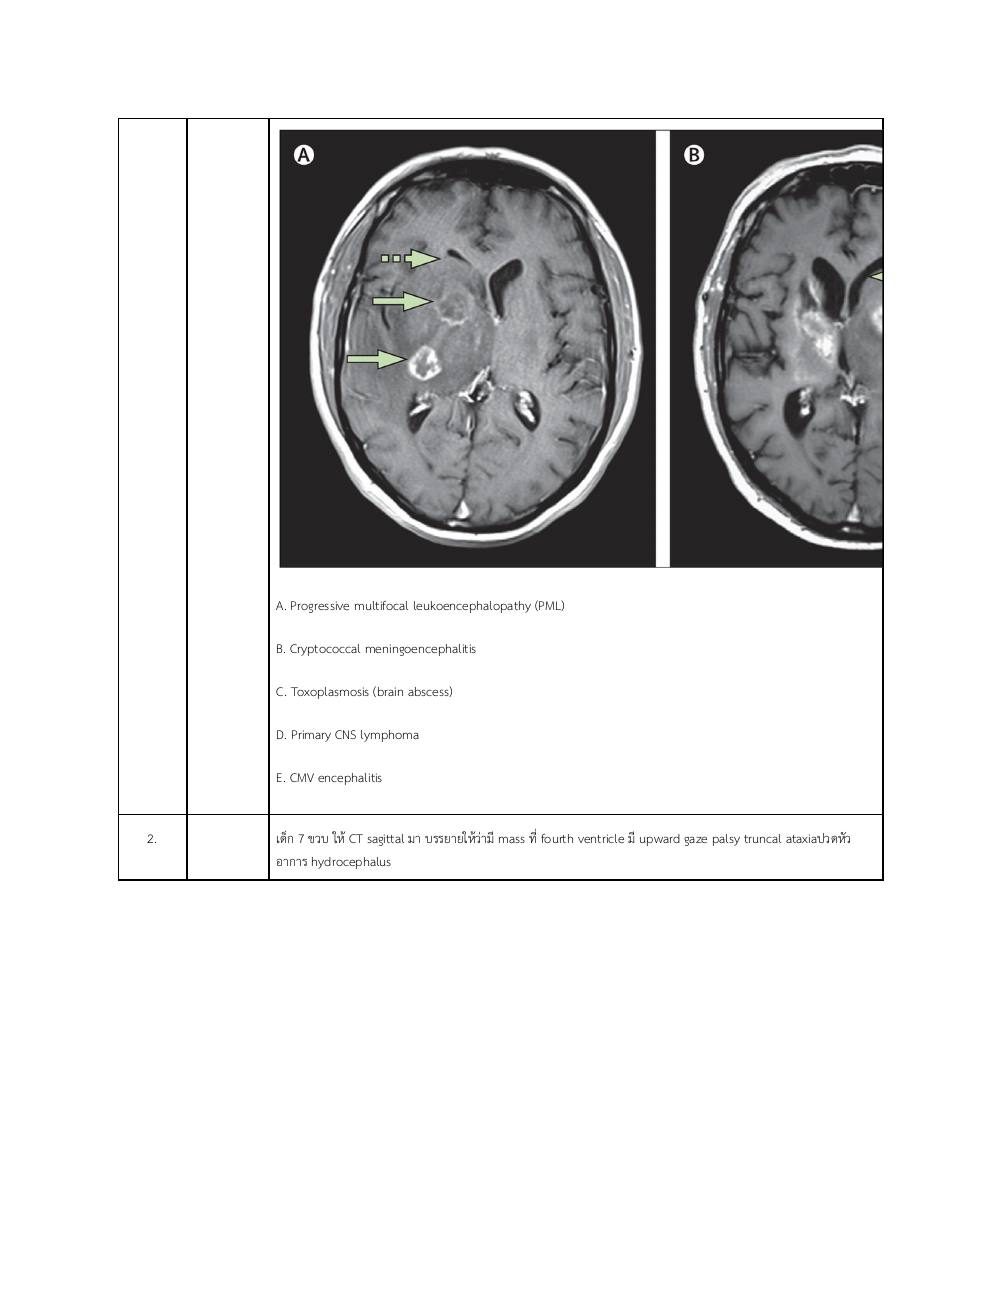 A
B
A. Progressive multifocal leukoencephalopathy (PML)
B. Cryptococcal meningoencephalitis
C. Toxoplasmosis (brain abscess)
D. Primary CNS lymphoma
E. CMV encephalitis
2.
เด็ก 7 ขวบ ให้ CT sagittal มา บรรยายให้ว่ามี mass ที่ fourth ventricle มี upward gaze palsy truncal ataxiaปวดหัว
อาการ hydrocephalus